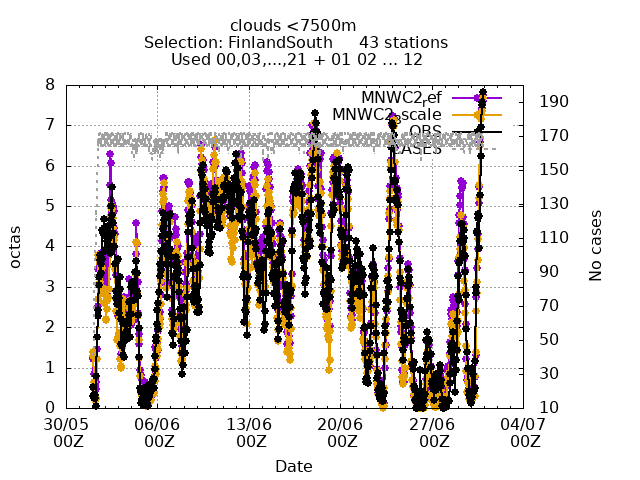 clouds <7500m
Selection: FinlandSouth 43 stations
Used 00,03,...,21 + 01 02 ... 12
8
7
6
5
4
3
2
1
0
octas
190
170
150
130
110
90
70
50
30
10
No cases
MNWC2_ref
MNWC2_scale
OBS
CASES
30/05 00Z
06/06 00Z
13/06 00Z
20/06 00Z
27/06 00Z
04/07 00Z
Date